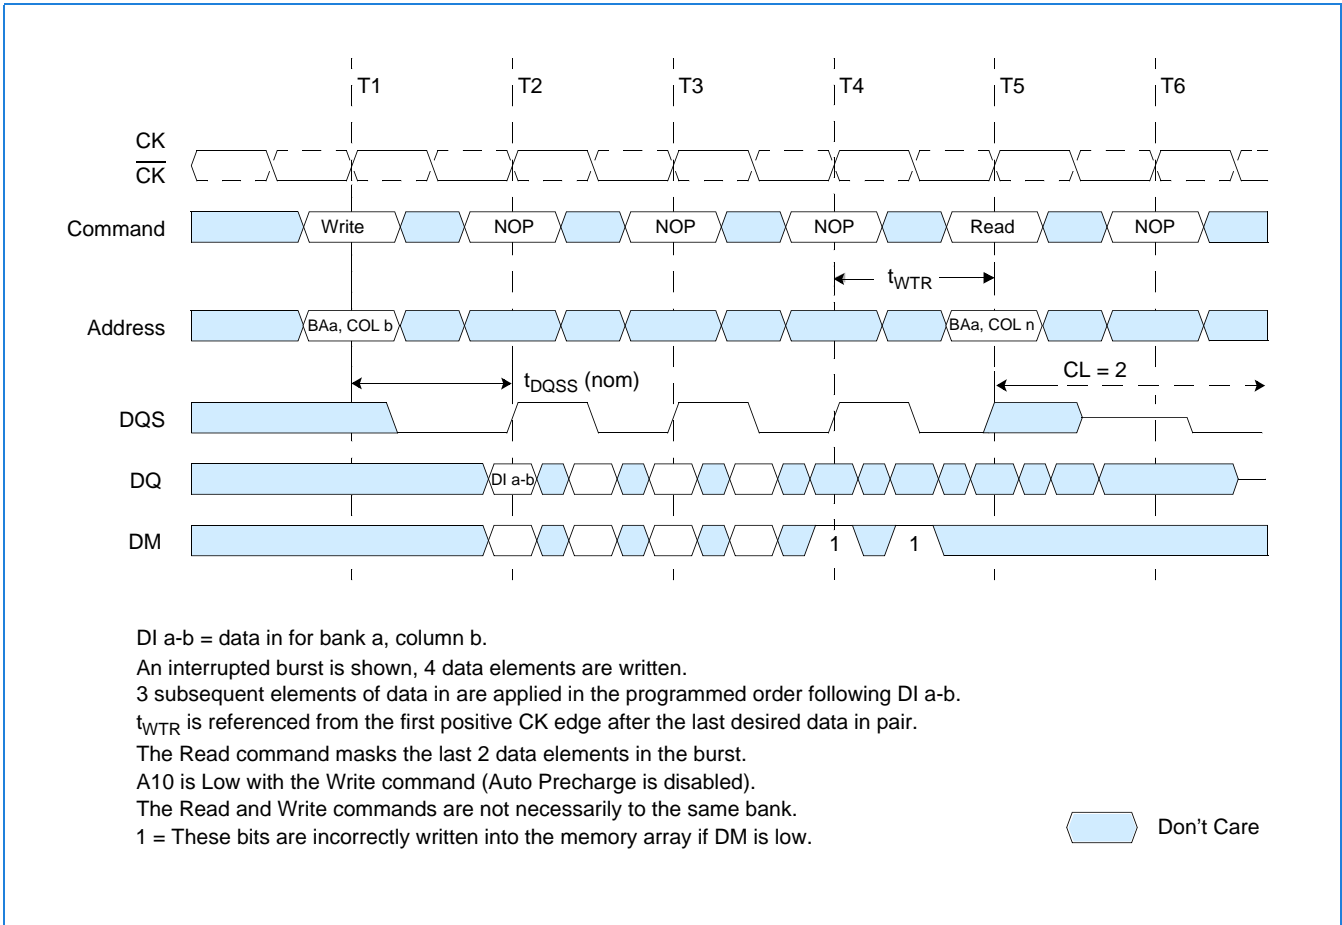 T1 T2 T3 T4 T5 T6
CK
CK
Command Write NOP NOP NOP Read NOP
tWTR
Address BAa, COL b BAa, COL n
tDQSS (nom) CL = 2
DQS
DQ DI a-b
DM 1 1
DI a-b = data in for bank a, column b.
An interrupted burst is shown, 4 data elements are written.
3 subsequent elements of data in are applied in the programmed order following DI a-b.
tWTR is referenced from the first positive CK edge after the last desired data in pair.
The Read command masks the last 2 data elements in the burst.
A10 is Low with the Write command (Auto Precharge is disabled).
The Read and Write commands are not necessarily to the same bank.
1 = These bits are incorrectly written into the memory array if DM is low.
Don't Care